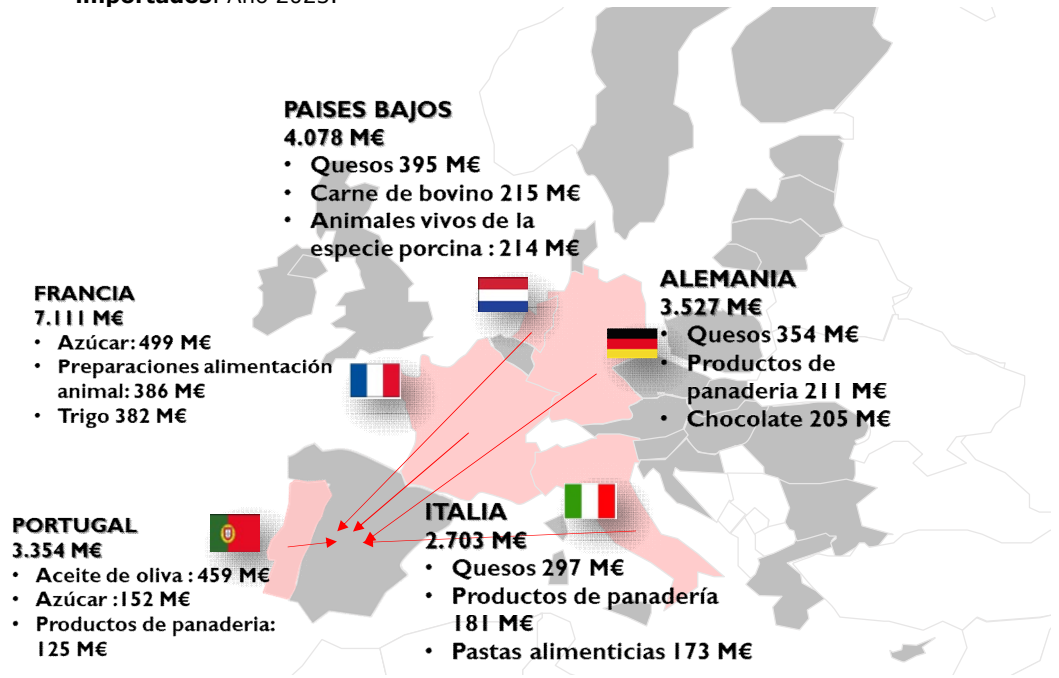 Importados. Año 2023.
PAISES BAJOS
4.078 M€
• Quesos 395 M€
• Carne de bovino 215 M€
• Animales vivos de la
especie porcina : 214 M€
FRANCIA
7.111 M€
• Azúcar: 499 M€
• Preparaciones alimentación
animal: 386 M€
• Trigo 382 M€
ALEMANIA
3.527 M€
• Quesos 354 M€
• Productos de
panaderia 211 M€
• Chocolate 205 M€
PORTUGAL
3.354 M€
• Aceite de oliva : 459 M€
• Azúcar :152 M€
• Productos de panaderia:
125 M€
ITALIA
2.703 M€
• Quesos 297 M€
• Productos de panadería
181 M€
• Pastas alimenticias 173 M€